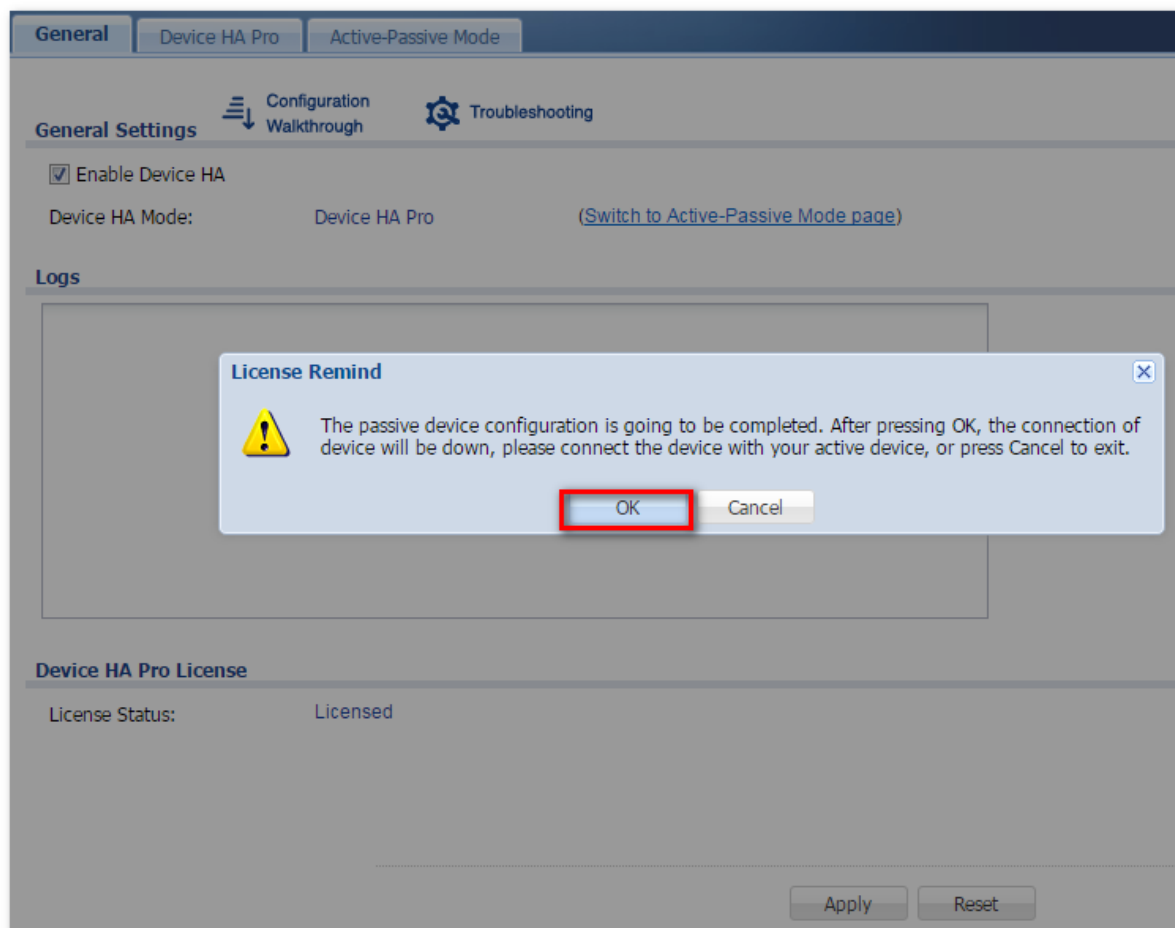 General Device HA Pro Active-Passive Mode
Configuration
Walkthrough
Troubleshooting
General Settings
Enable Device HA
Device HA Mode: Device HA Pro (Switch to Active-Passive Mode page)
Logs
License Remind
The passive device configuration is going to be completed. After pressing OK, the connection of
device will be down, please connect the device with your active device, or press Cancel to exit.
OK Cancel
Device HA Pro License
License Status: Licensed
Apply Reset